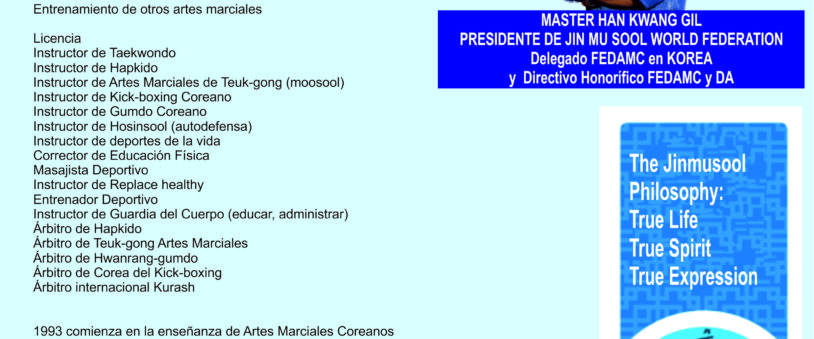 Entrenamiento de otros artes marciales
Licencia
Instructor de Taekwondo
Instructor de Hapkido
Instructor de Artes Marciales de Teuk-gong (moosool)
Instructor de Kick-boxing Coreano
Instructor de Gumdo Coreano
Instructor de Hosinsool (autodefensa)
Instructor de deportes de la vida
Corrector de Educación Física
Masajista Deportivo
Instructor de Replace healthy
Entrenador Deportivo
Instructor de Guardia del Cuerpo (educar, administrar)
Árbitro de Hapkido
Árbitro de Teuk-gong Artes Marciales
Árbitro de Hwanrang-gumdo
Árbitro de Corea del Kick-boxing
Árbitro internacional Kurash
1993 comienza en la enseñanza de Artes Marciales Coreanos
MASTER HAN KWANG GIL
PRESIDENTE DE JIN MU SOOL WORLD FEDERATION
Delegado FEDAMC en KOREA
y Directivo Honorífico FEDAMC y DA
The Jinmusool
Philosophy:
True Life
True Spirit
True Expression